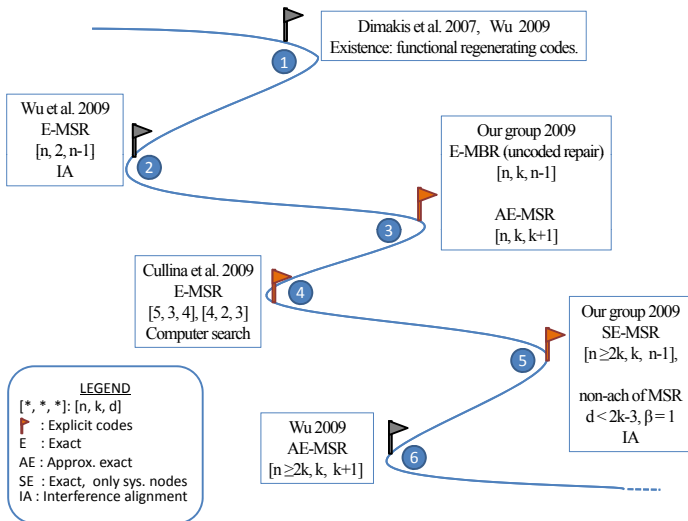 Dimakis et al. 2007, Wu 2009
Existence: functional regenerating codes.
1
Wu et al. 2009
E-MSR
[n, 2, n-1]
IA
2
Our group 2009
E-MBR (uncoded repair)
[n, k, n-1]
AE-MSR
[n, k, k+1]
3
Cullina et al. 2009
E-MSR
[5, 3, 4], [4, 2, 3]
Computer search
4
Our group 2009
SE-MSR
[n ≥2k, k, n-1],
non-ach of MSR
d < 2k-3, β = 1
IA
5
Wu 2009
AE-MSR
[n ≥2k, k, k+1]
6
LEGEND
[*, *, *]: [n, k, d]
: Explicit codes
E : Exact
AE : Approx. exact
SE : Exact, only sys. nodes
IA : Interference alignment